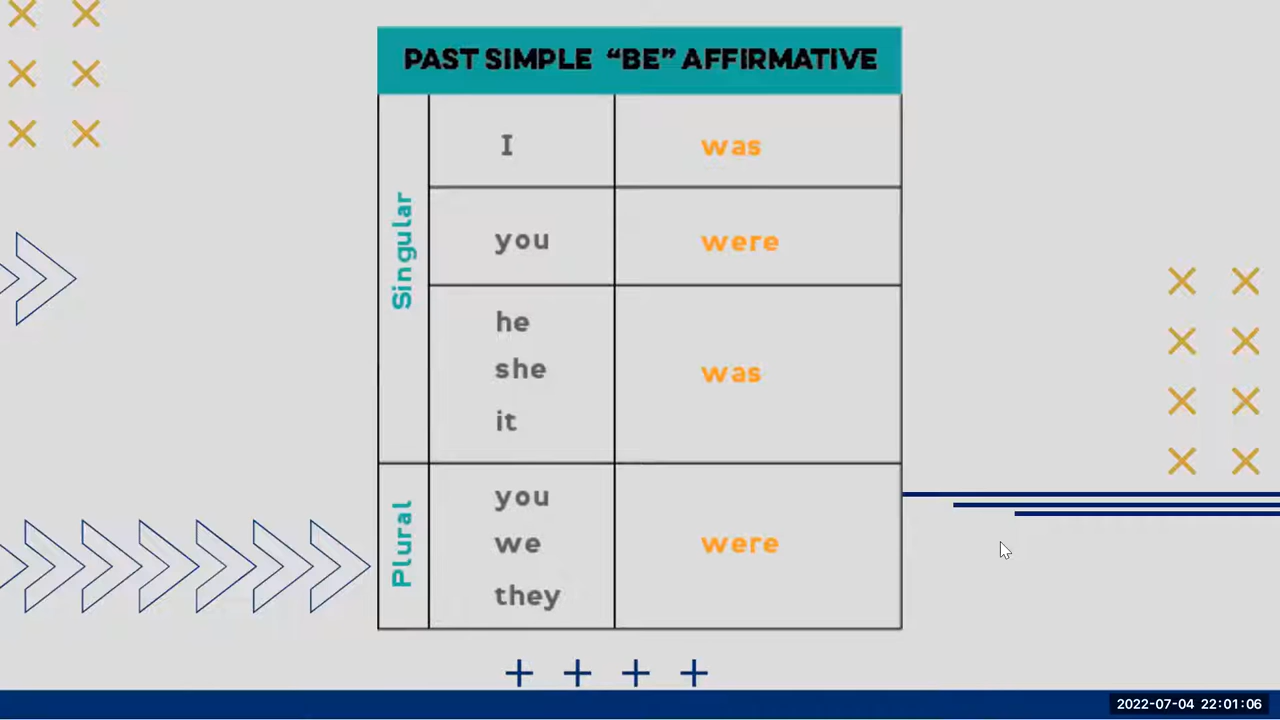 PAST SIMPLE “BE” AFFIRMATIVE
Singular
I was
you were
he
she was
it
Plural
you
we were
they
2022-07-04 22:01:06